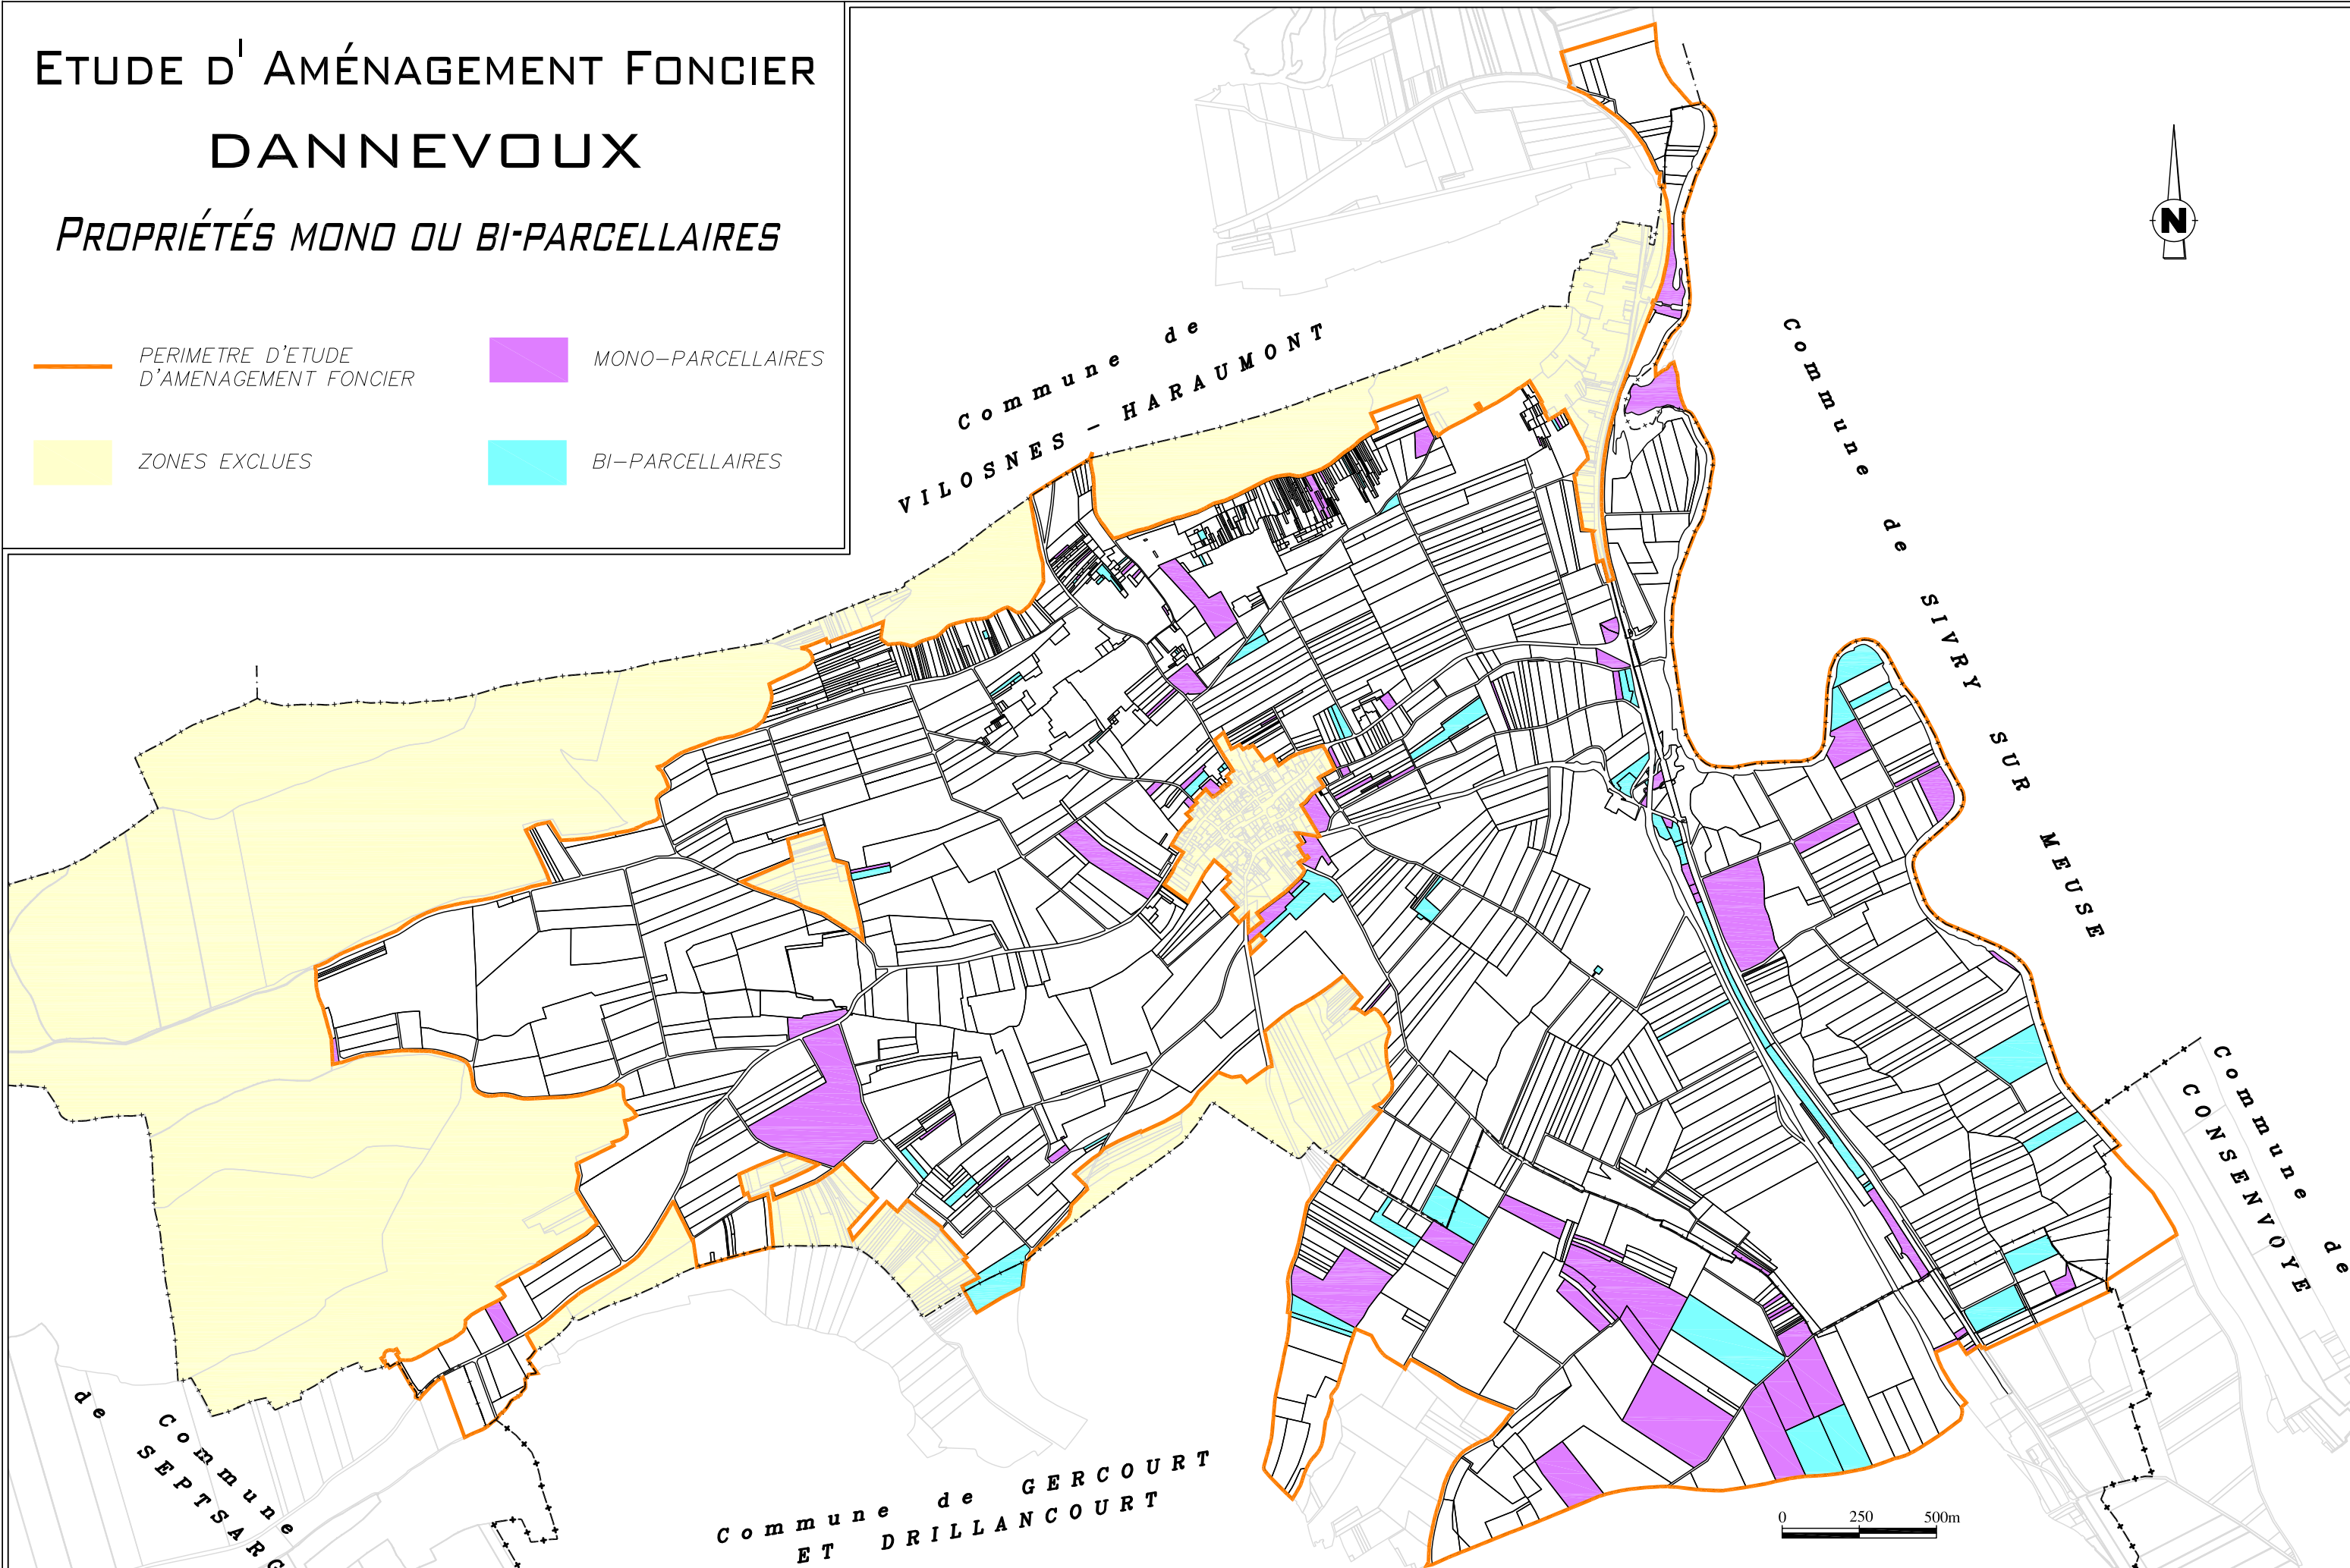 ETUDE D' AMÉNAGEMENT FONCIER
DANNEVOUX
PROPRIÉTÉS MONO OU BI-PARCELLAIRES
PERIMETRE D'ETUDE
D'AMENAGEMENT FONCIER
MONO-PARCELLAIRES
ZONES EXCLUES
BI-PARCELLAIRES
N
Commune de
VILOSNES - HARAUMONT
Commune de SIVRY SUR MEUSE
Commune de
CONSENVOYE
Commune de GERCOURT
ET DRILLANCOURT
Commune de
SEPTSARG
0 250 500m